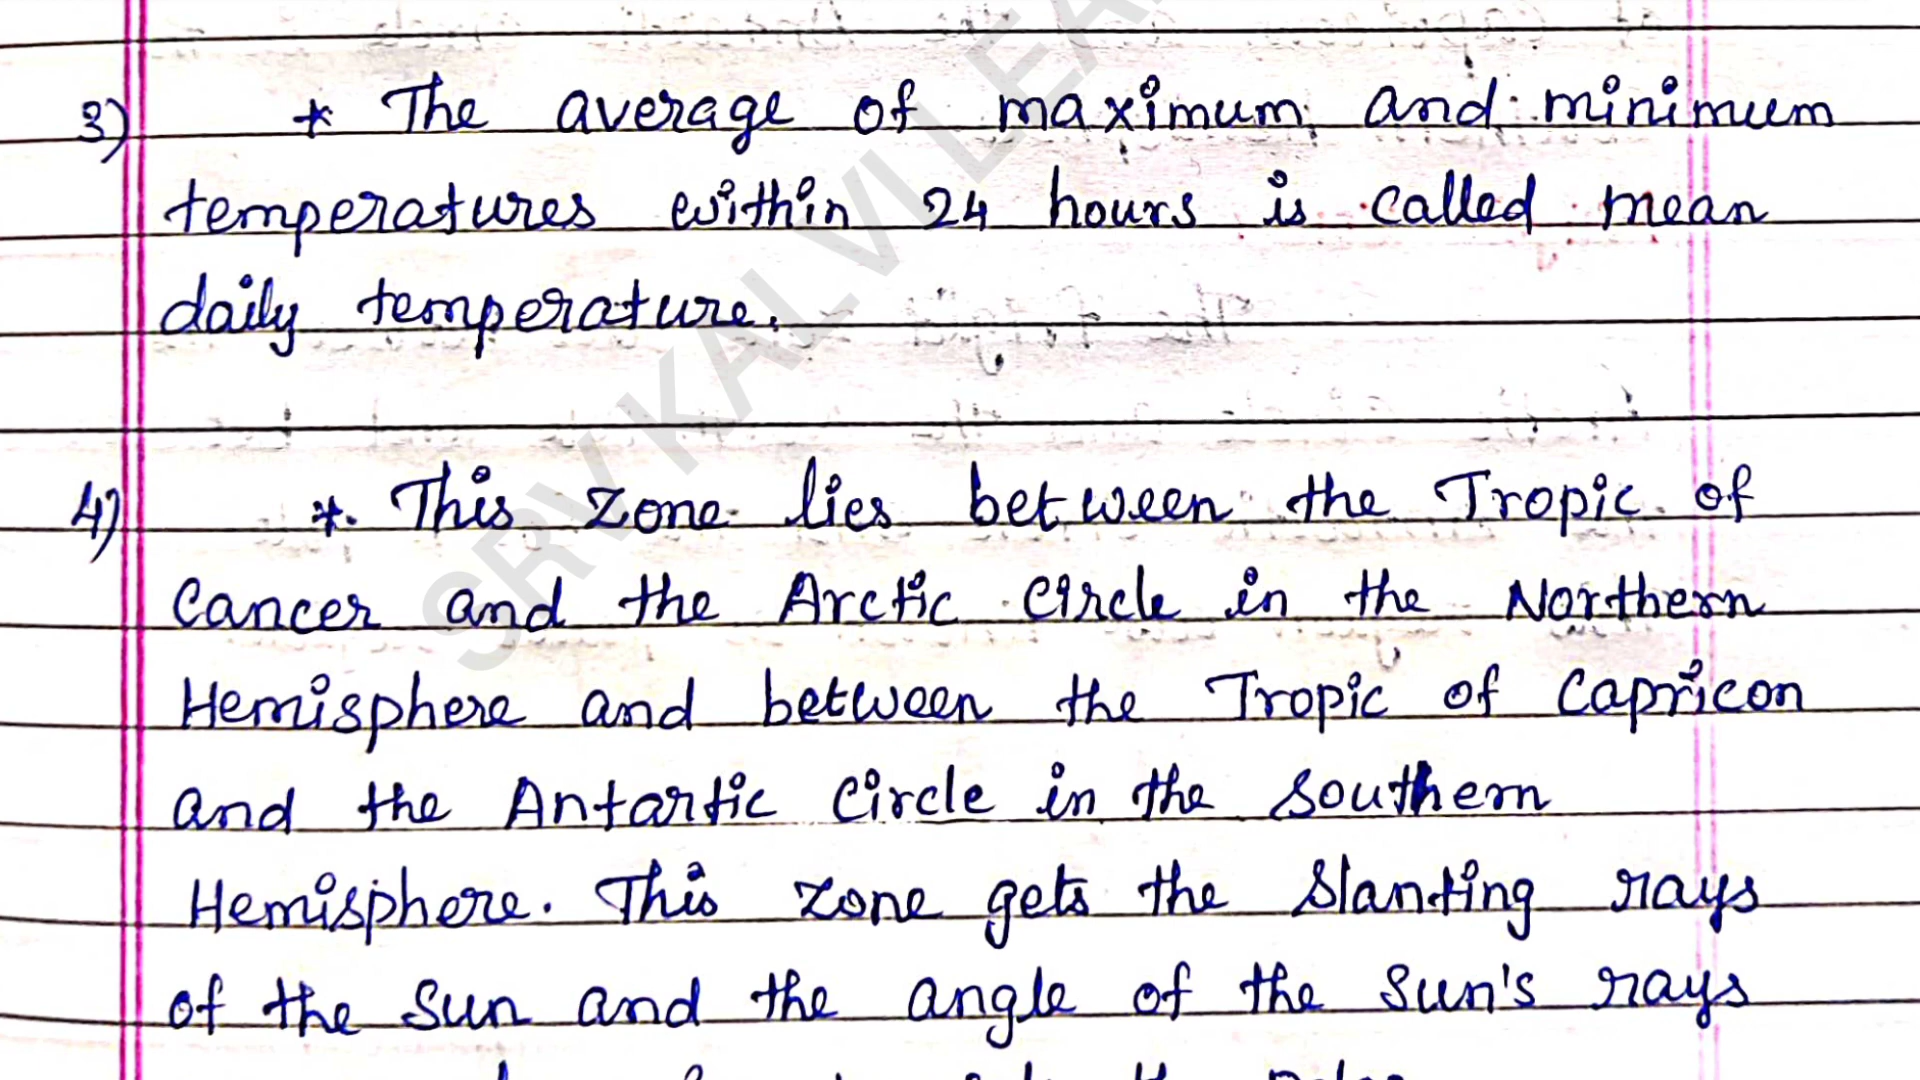 3) * The average of maximum and minimum
temperatures within 24 hours is called mean
daily temperature.
4) * This zone lies between the Tropic of
Cancer and the Arctic circle in the Northern
Hemisphere and between the Tropic of Capricon
and the Antartic Circle in the Southern
Hemisphere. This zone gets the slanting rays
of the Sun and the angle of the Sun's rays
SRV KALVI